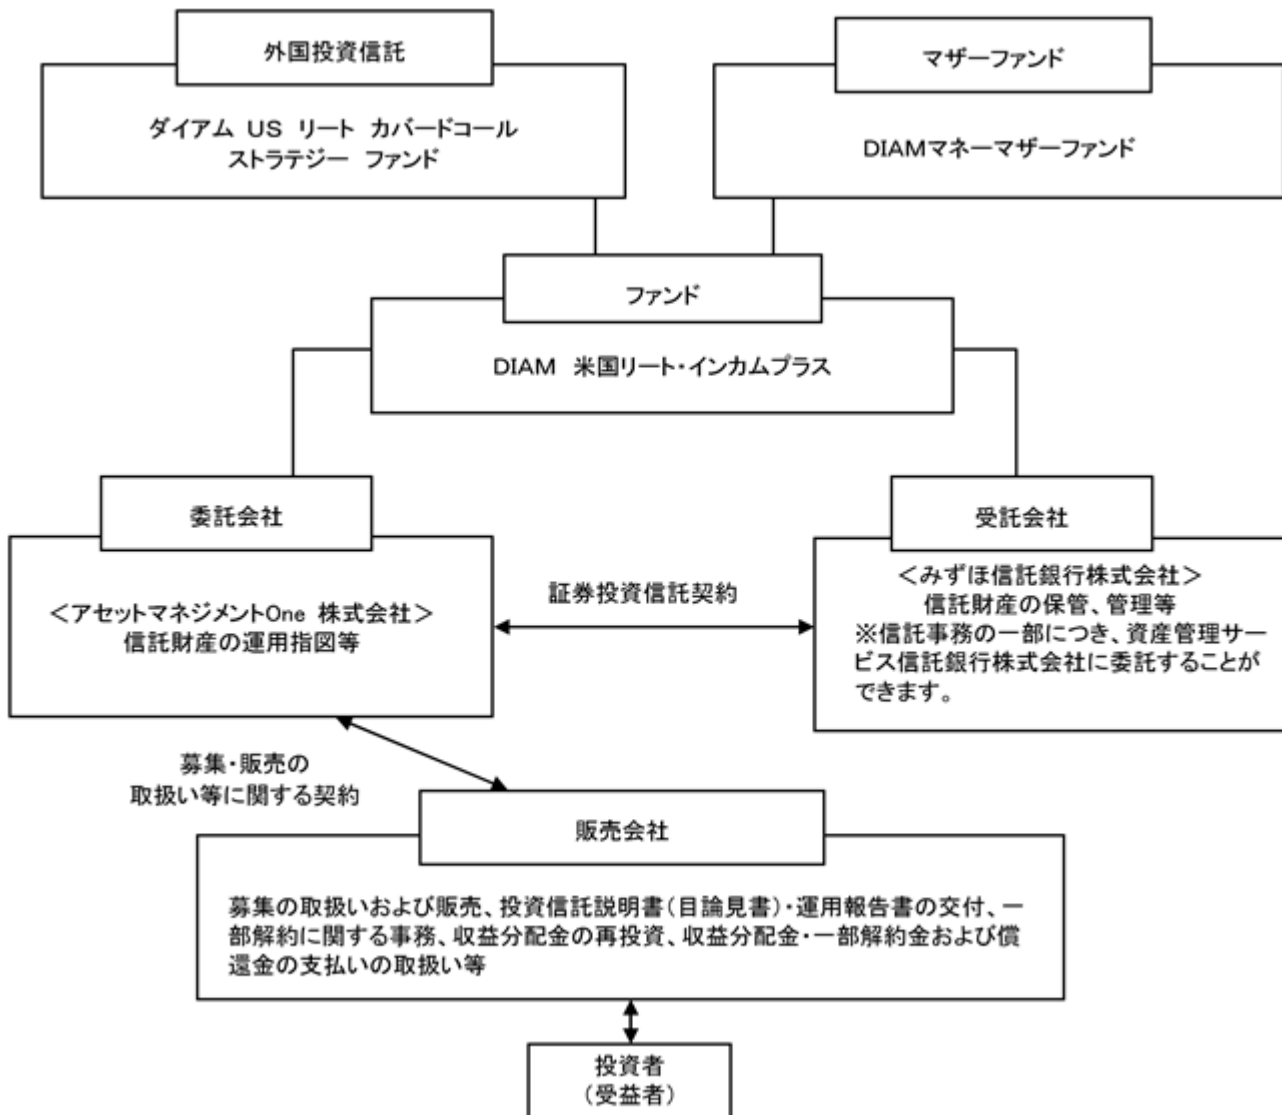 外国投資信託
ダイアム US リート カバードコール
ストラテジー ファンド
マザーファンド
DIAMマネーマザーファンド
ファンド
DIAM 米国リート・インカムプラス
委託会社
＜アセットマネジメントOne 株式会社＞
信託財産の運用指図等
証券投資信託契約
受託会社
＜みずほ信託銀行株式会社＞
信託財産の保管、管理等
※信託事務の一部につき、資産管理サー
ビス信託銀行株式会社に委託することが
できます。
募集・販売の
取扱い等に関する契約
販売会社
募集の取扱いおよび販売、投資信託説明書（目論見書）・運用報告書の交付、一
部解約に関する事務、収益分配金の再投資、収益分配金・一部解約金および償
還金の支払いの取扱い等
投資者
（受益者）